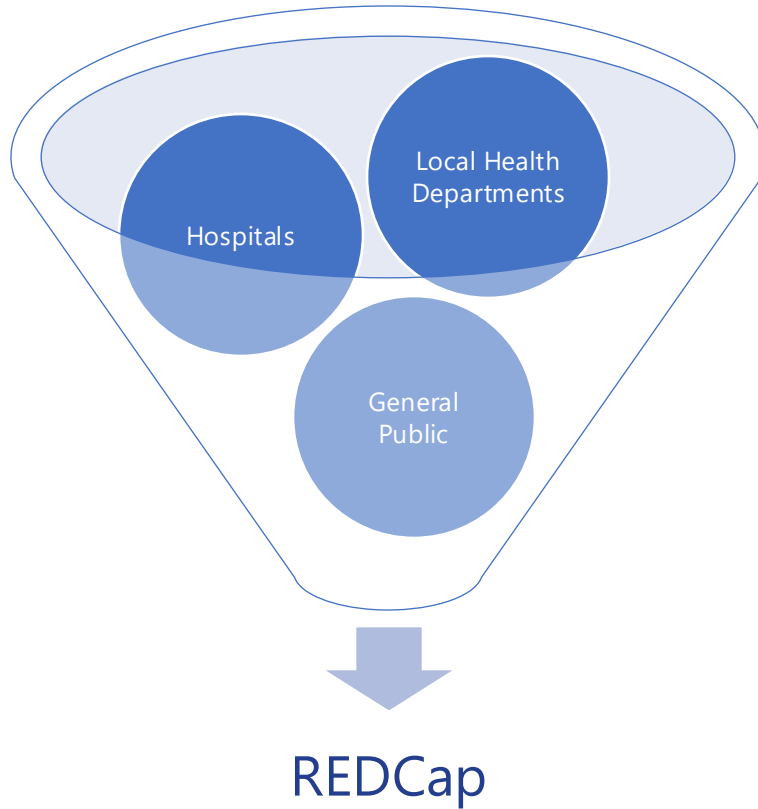 Local Health
Departments
Hospitals
General
Public
REDCap